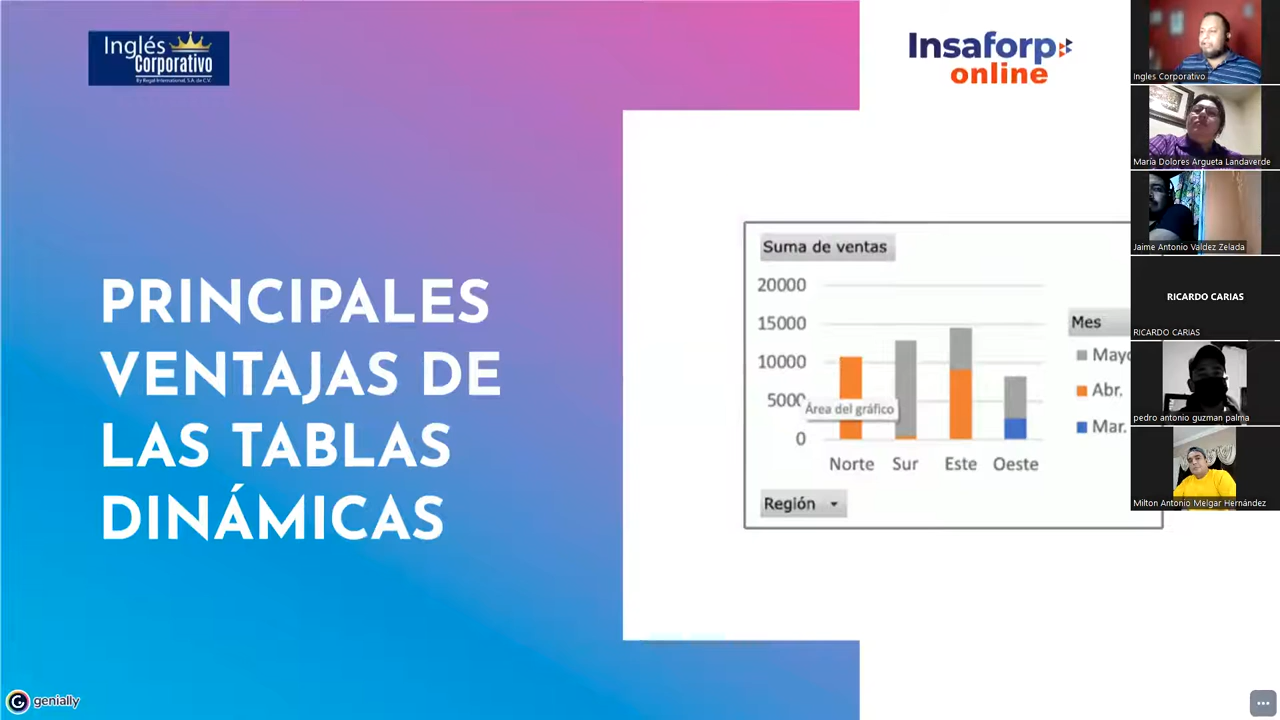 Inglés
Corporativo
By Regal International, S.A. de C.V.
Insaforp
online
PRINCIPALES
VENTAJAS DE
LAS TABLAS
DINÁMICAS
Suma de ventas
20000
15000
10000
5000
0
Área del gráfico
Norte Sur Este Oeste
Región
Mes
Mayo
Abr.
Mar.
genially
Ingles Corporativo
María Dolores Argueta Landaverde
Jaime Antonio Valdez Zelada
RICARDO CARIAS
RICARDO CARIAS
pedro antonio guzman palma
Milton Antonio Melgar Hernández